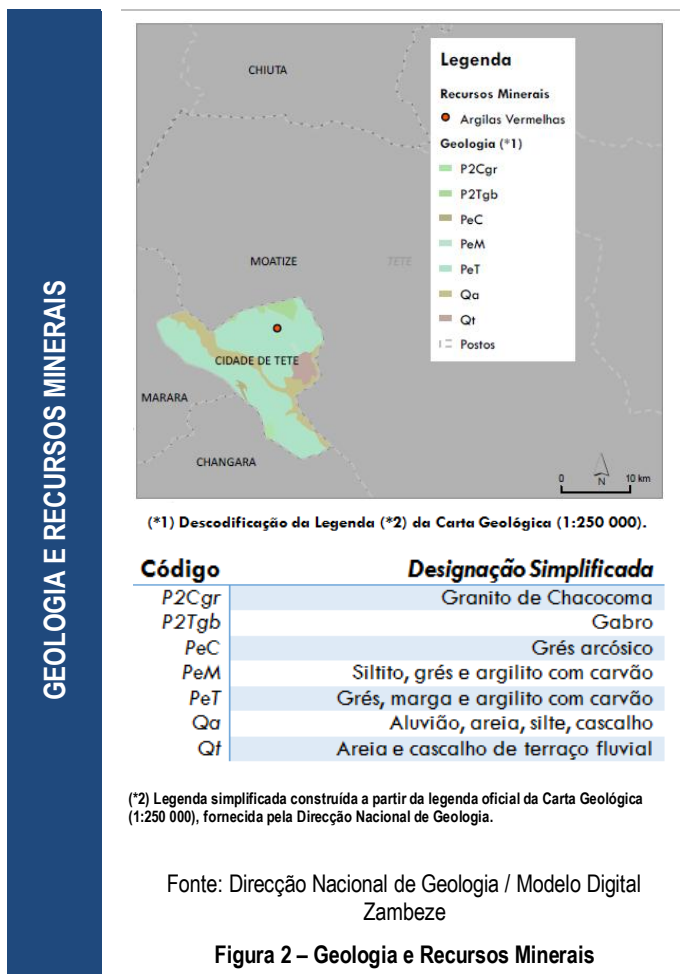 GEOLOGIA E RECURSOS MINERAIS
CHIUTA
MOATIZE
TETE
CIDADE DE TETE
MARARA
CHANGARA
Legenda
Recursos Minerais
Argilas Vermelhas
Geologia (*1)
P2Cgr
P2Tgb
PeC
PeM
PeT
Qa
Qt
Postos
0 N 10 km
(*1) Descodificação da Legenda (*2) da Carta Geológica (1:250 000).
Código Designação Simplificada
P2Cgr Granito de Chacocoma
P2Tgb Gabro
PeC Grés arcósico
PeM Siltito, grés e argilito com carvão
PeT Grés, marga e argilito com carvão
Qa Aluvião, areia, silte, cascalho
Qt Areia e cascalho de terraço fluvial
(*2) Legenda simplificada construída a partir da legenda oficial da Carta Geológica
(1:250 000), fornecida pela Direcção Nacional de Geologia.
Fonte: Direcção Nacional de Geologia / Modelo Digital
Zambeze
Figura 2 – Geologia e Recursos Minerais